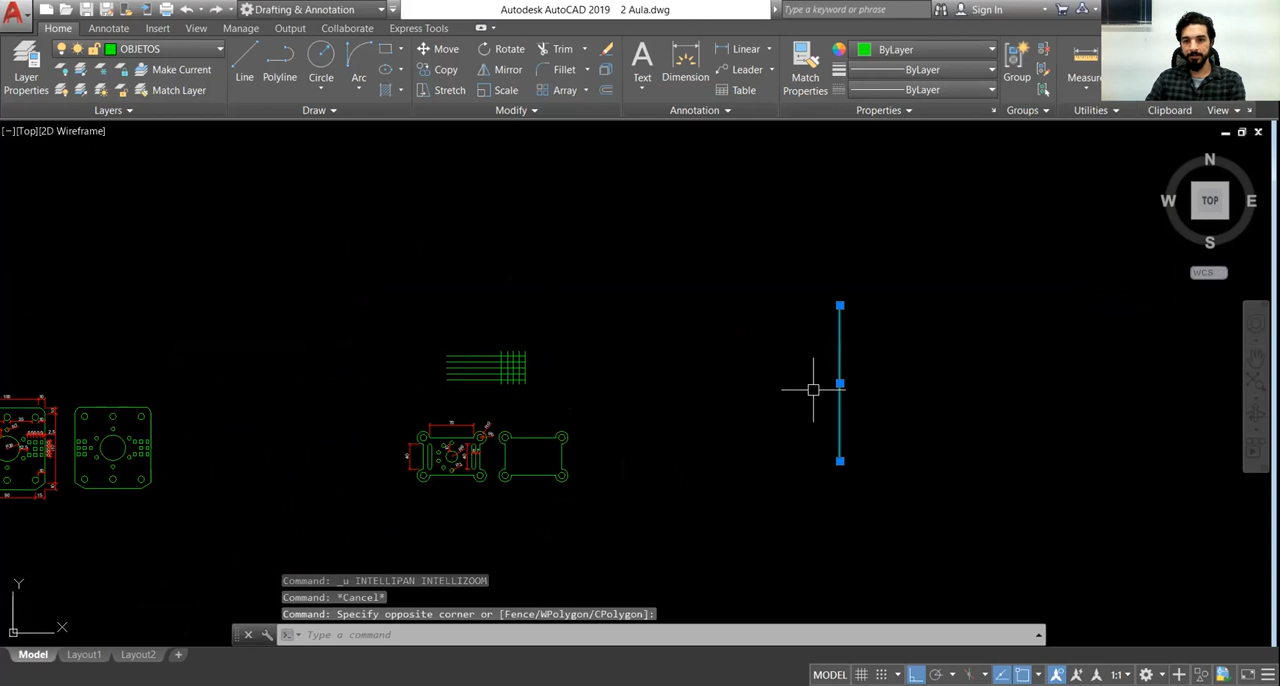 Drafting & Annotation
Autodesk AutoCAD 2019 2 Aula.dwg
Type a keyword or phrase
Sign In
Home Annotate Insert View Manage Output Collaborate Express Tools
OBJETOS
Layer
Properties
Make Current
Match Layer
Layers
Line
Polyline
Circle
Arc
Draw
Move
Rotate
Trim
Copy
Mirror
Fillet
Stretch
Scale
Array
Modify
Text
Dimension
Linear
Leader
Table
Annotation
Match
Properties
ByLayer
ByLayer
ByLayer
Properties
Group
Groups
Measure
Utilities
Clipboard
View
[−][Top][2D Wireframe]
N
W
TOP
E
S
WCS
Y
X
Command: _u INTELLIPAN INTELLIZOOM
Command: *Cancel*
Command: Specify opposite corner or [Fence/WPolygon/CPolygon]:
Type a command
Model Layout1 Layout2 +
MODEL
1:1